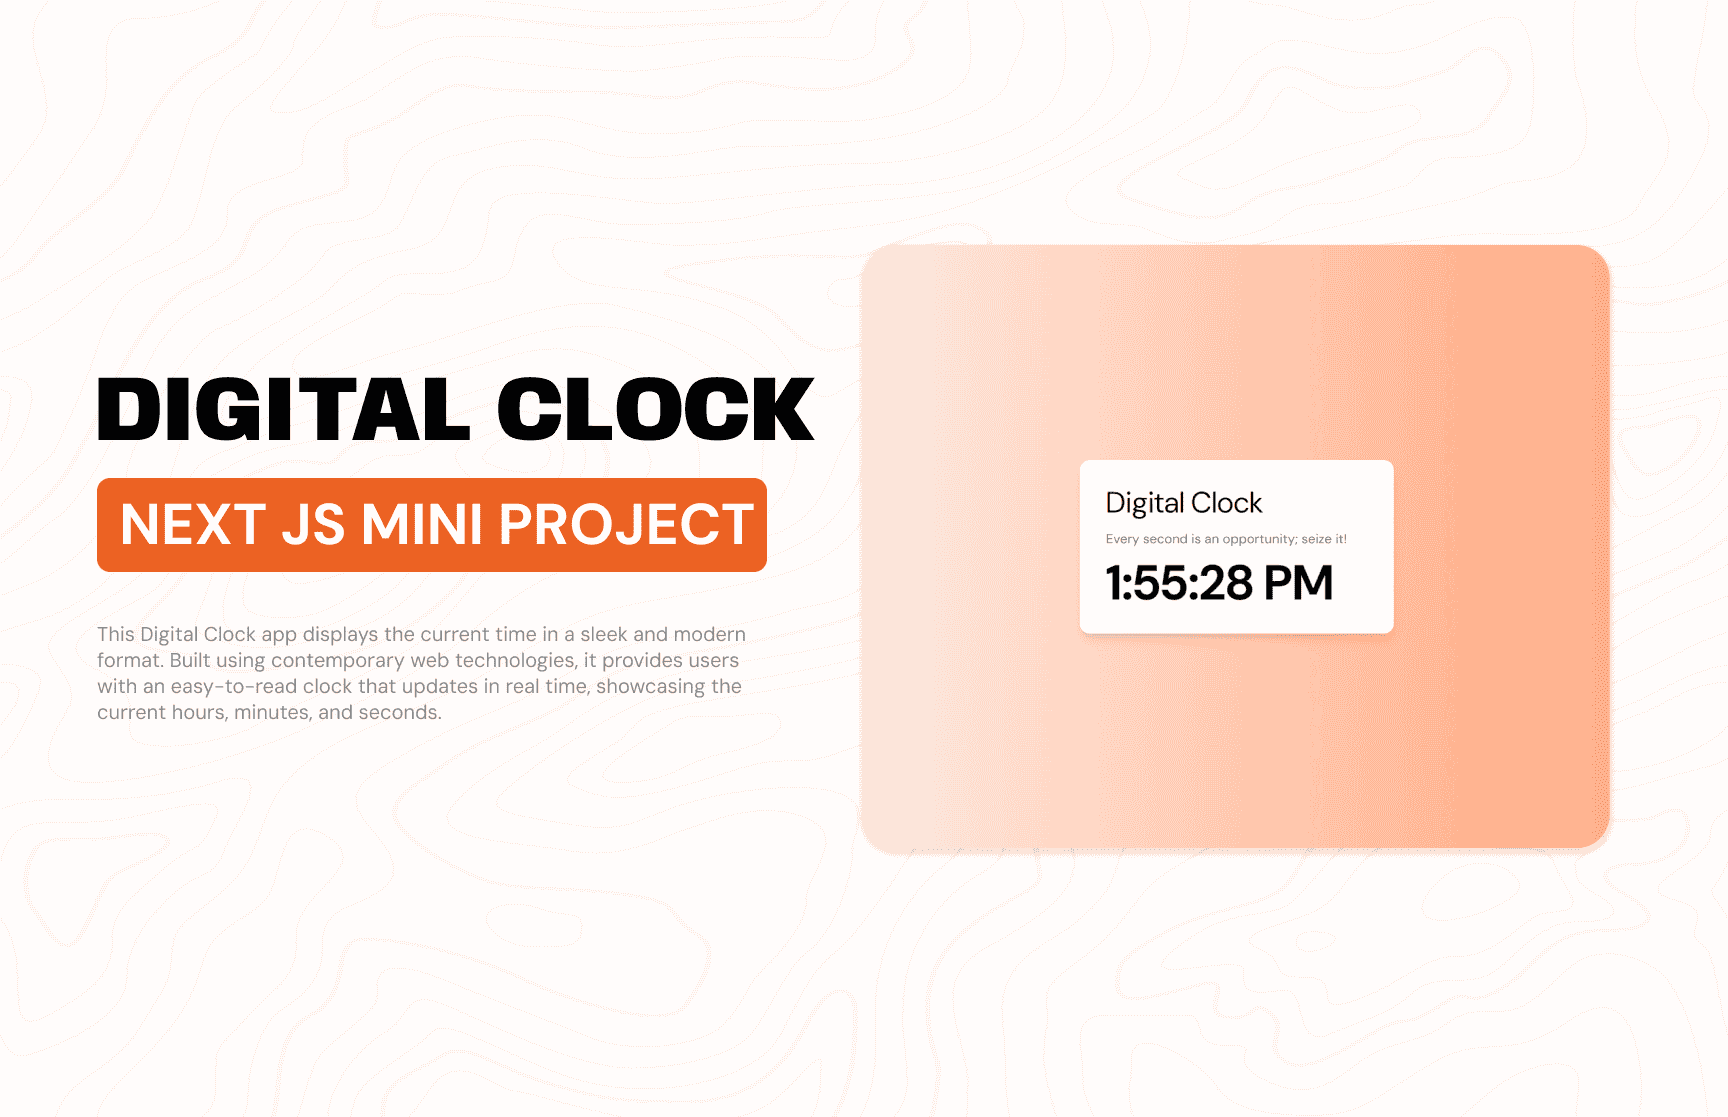 DIGITAL CLOCK
NEXT JS MINI PROJECT
This Digital Clock app displays the current time in a sleek and modern
format. Built using contemporary web technologies, it provides users
with an easy-to-read clock that updates in real time, showcasing the
current hours, minutes, and seconds.
Digital Clock
Every second is an opportunity; seize it!
1:55:28 PM